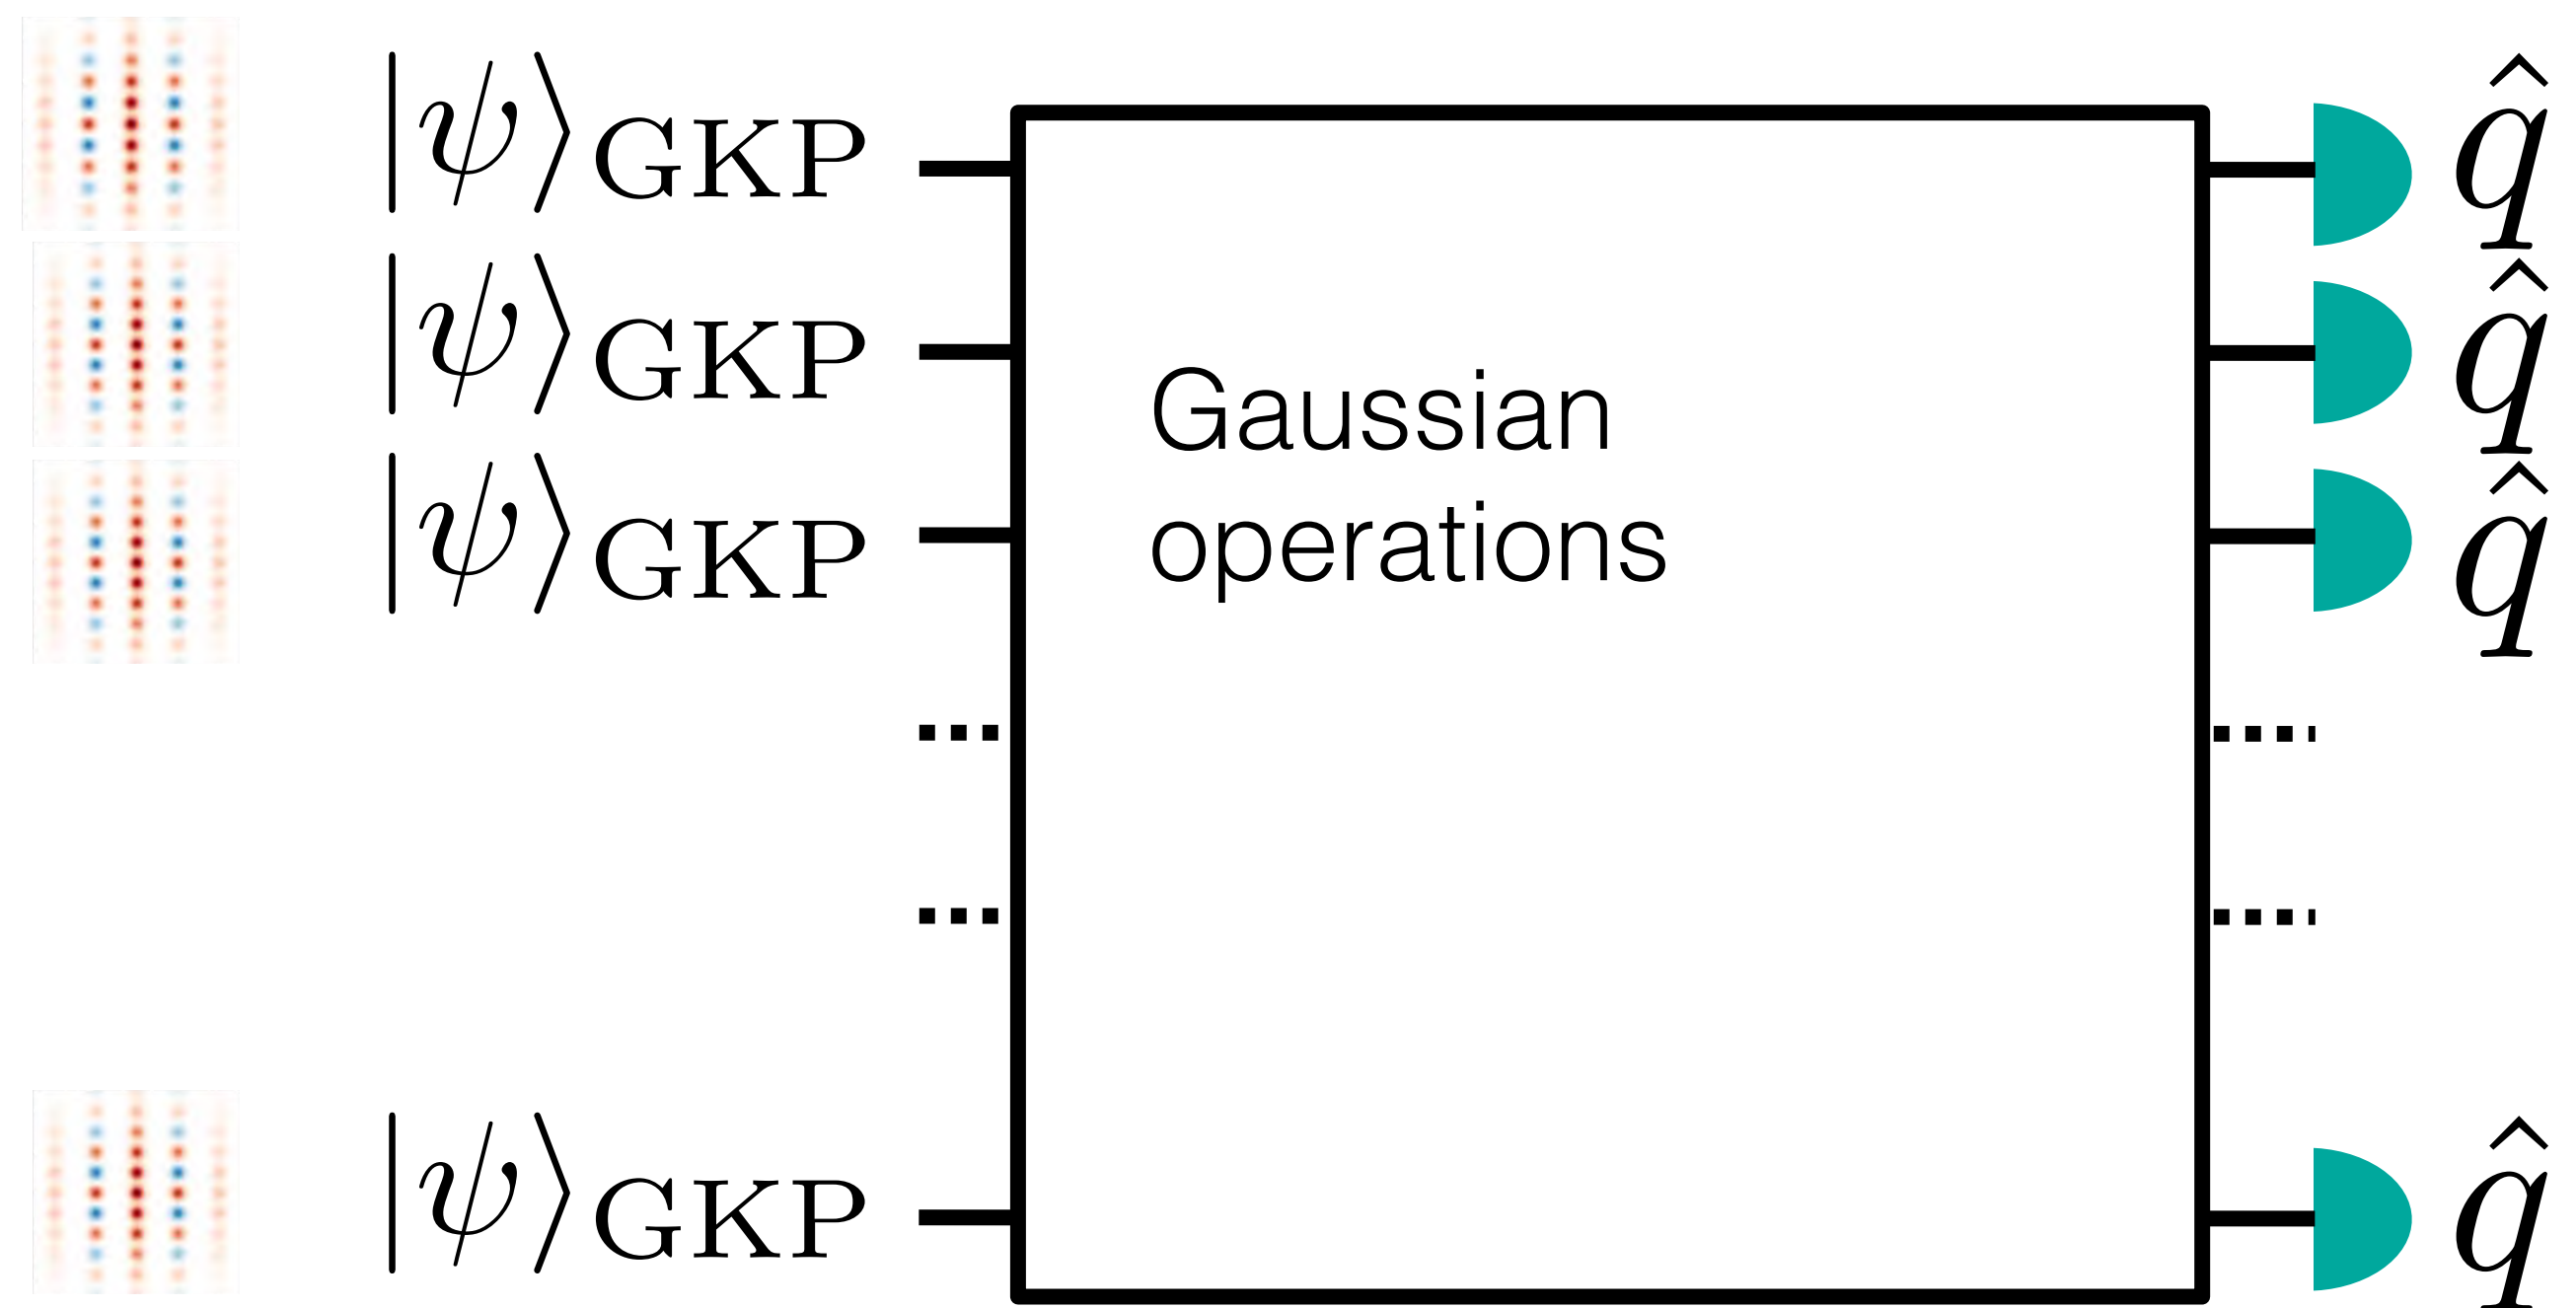 |ψ⟩GKP
q̂
|ψ⟩GKP
q̂
|ψ⟩GKP
q̂
Gaussian
operations
|ψ⟩GKP
q̂